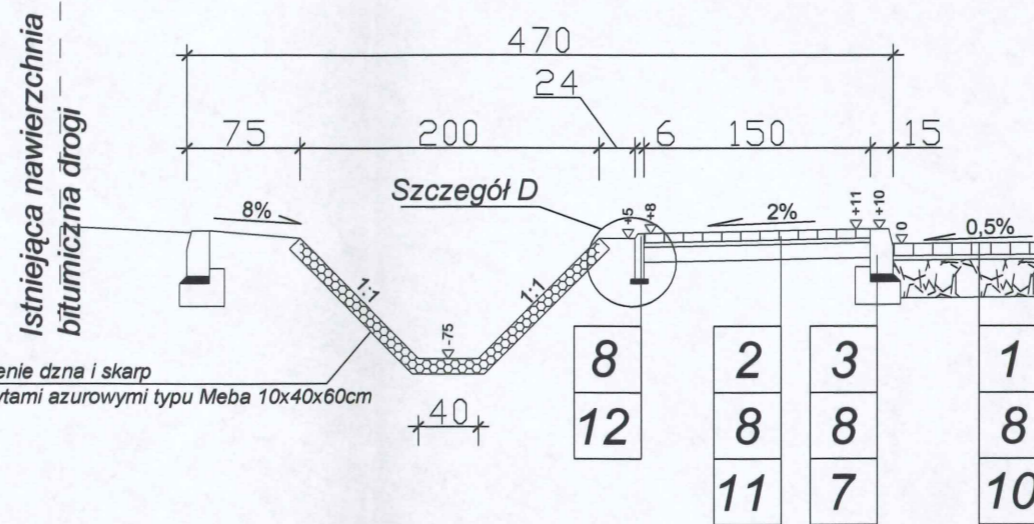 Istniejąca nawierzchnia
bitumiczna drogi
470
24
75 200 6 150 15
Szczegół D
8% +8 2% +11 +10 0 0,5%
1:1 1:1
-75
enie dzna i skarp
ytami azurowymi typu Meba 10x40x60cm
40
8 2 3 1
12 8 8 8
11 7 10